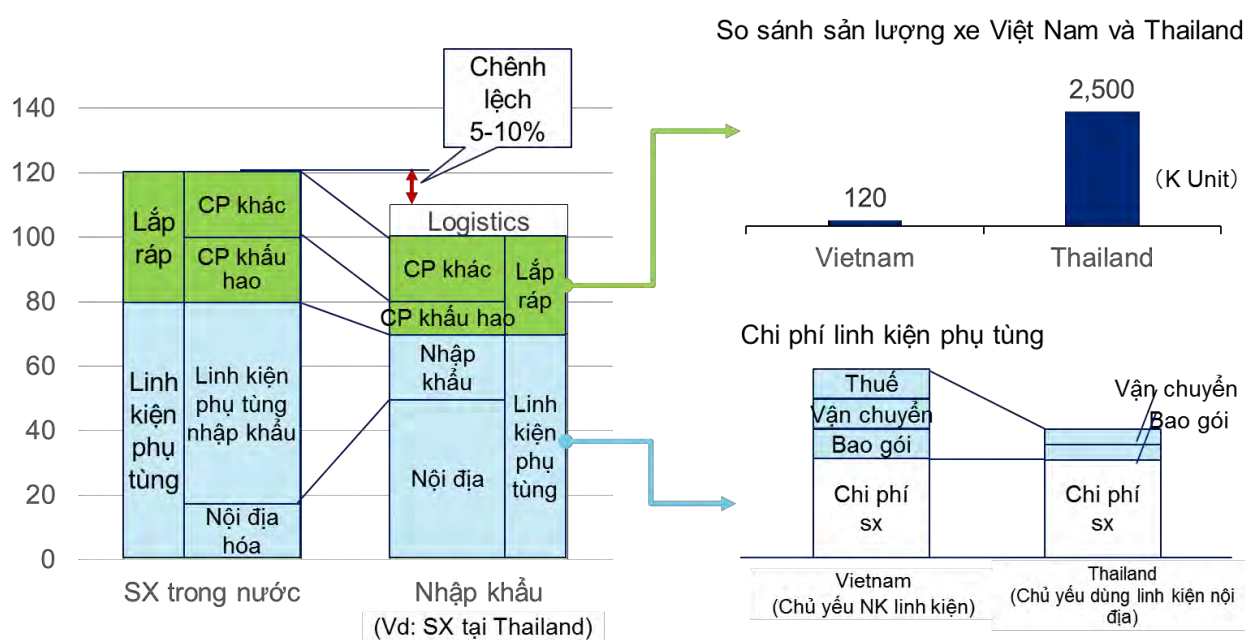 So sánh sản lượng xe Việt Nam và Thailand
Chênh
lệch
5-10%
140
120
100
80
60
40
20
0
Lắp
ráp
CP khác
CP khấu
hao
Linh
kiện
phụ
tùng
Linh kiện
phụ tùng
nhập khẩu
Nội địa
hóa
Logistics
CP khác
CP khấu hao
Lắp
ráp
Nhập
khẩu
Nội địa
Linh
kiện
phụ
tùng
SX trong nước
Nhập khẩu
(Vd: SX tại Thailand)
2,500
120
(K Unit)
Vietnam
Thailand
Chi phí linh kiện phụ tùng
Thuế
Vận chuyển
Bao gói
Chi phí
sx
Vận chuyển
Bao gói
Chi phí
sx
Vietnam
(Chủ yếu NK linh kiện)
Thailand
(Chủ yếu dùng linh kiện nội
địa)